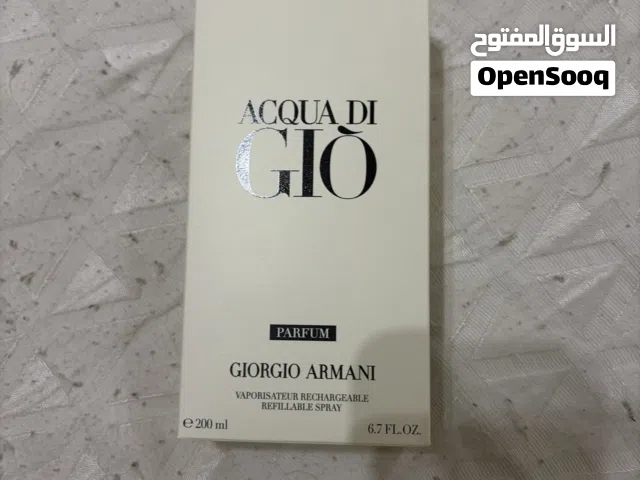 السوق المفتوح
OpenSooq
ACQUA DI
GIÒ
PARFUM
GIORGIO ARMANI
VAPORISATEUR RECHARGEABLE
REFILLABLE SPRAY
e 200 ml 6.7 FL.OZ.